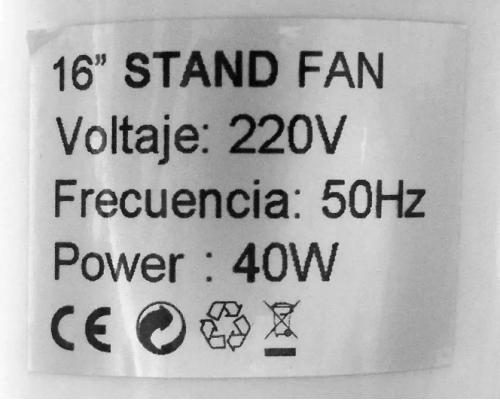 16” STAND FAN
Voltaje: 220V
Frecuencia: 50Hz
Power : 40W
CE